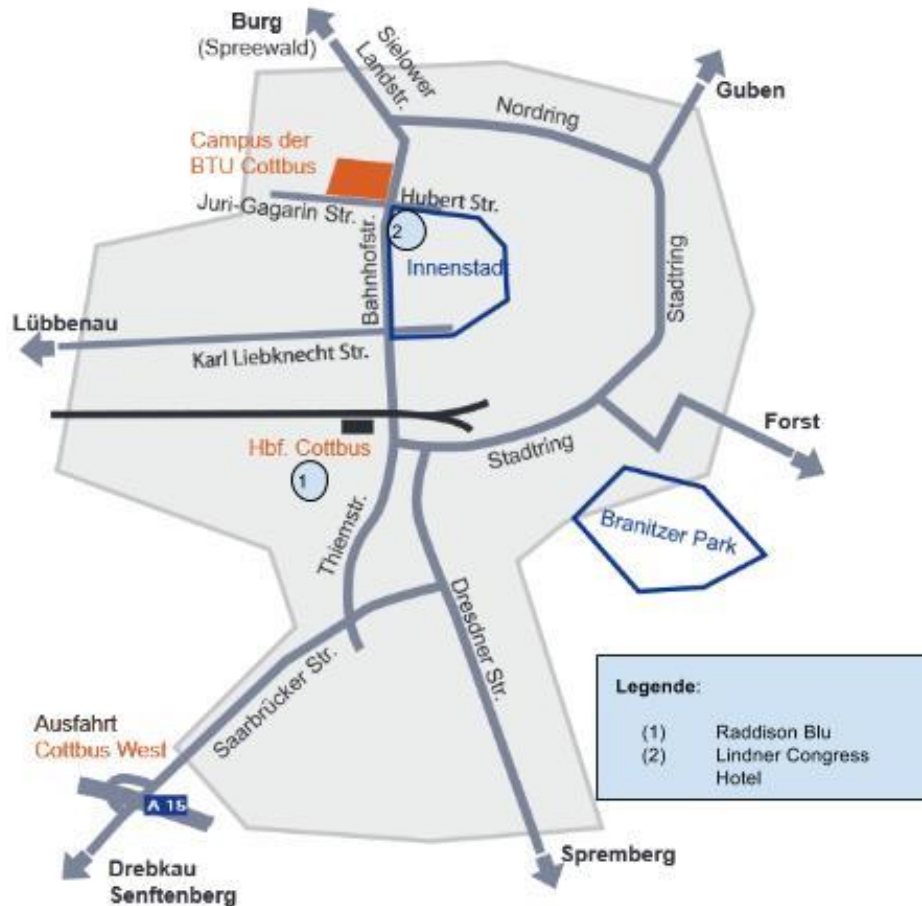 Burg
(Spreewald)
Sielower
Landstr.
Guben
Nordring
Campus der
BTU Cottbus
Juri-Gagarin Str.
Hubert Str.
2
Innenstadt
Bahnhofstr.
Stadtring
Lübbenau
Karl Liebknecht Str.
Forst
Hbf. Cottbus
Stadtring
1
Branitzer Park
Thiemstr.
Dresdner Str.
Saarbrücker Str.
Legende:
(1) Raddison Blu
(2) Lindner Congress
Hotel
Ausfahrt
Cottbus West
A 15
Spremberg
Drebkau
Senftenberg